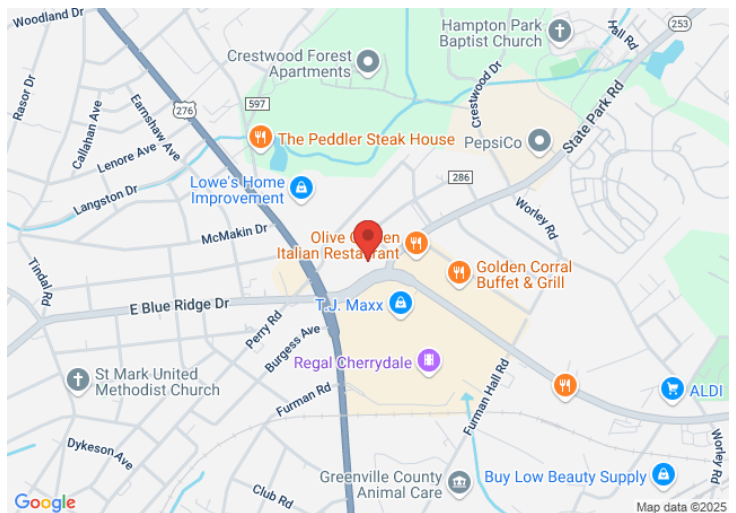 Woodland Dr
Hampton Park
Baptist Church
Hall Rd
253
Crestwood Forest
Apartments
Rasor Dr
Callahan Ave
Earnshaw Ave
276
597
Crestwood Dr
State Park Rd
The Peddler Steak House
PepsiCo
Lenore Ave
Langston Dr
Lowe's Home
Improvement
286
Worley Rd
McMakin Dr
Olive
en
Italian Restaurant
Tindal Rd
Golden Corral
Buffet & Grill
E Blue Ridge Dr
T.J. Maxx
Perry Rd
Burgess Ave
Regal Cherrydale
St Mark United
Methodist Church
Furman Rd
Furman Hall Rd
ALDI
Dykeson Ave
Worley Rd
Greenville County
Animal Care
Buy Low Beauty Supply
Club Rd
Google
Map data ©2025